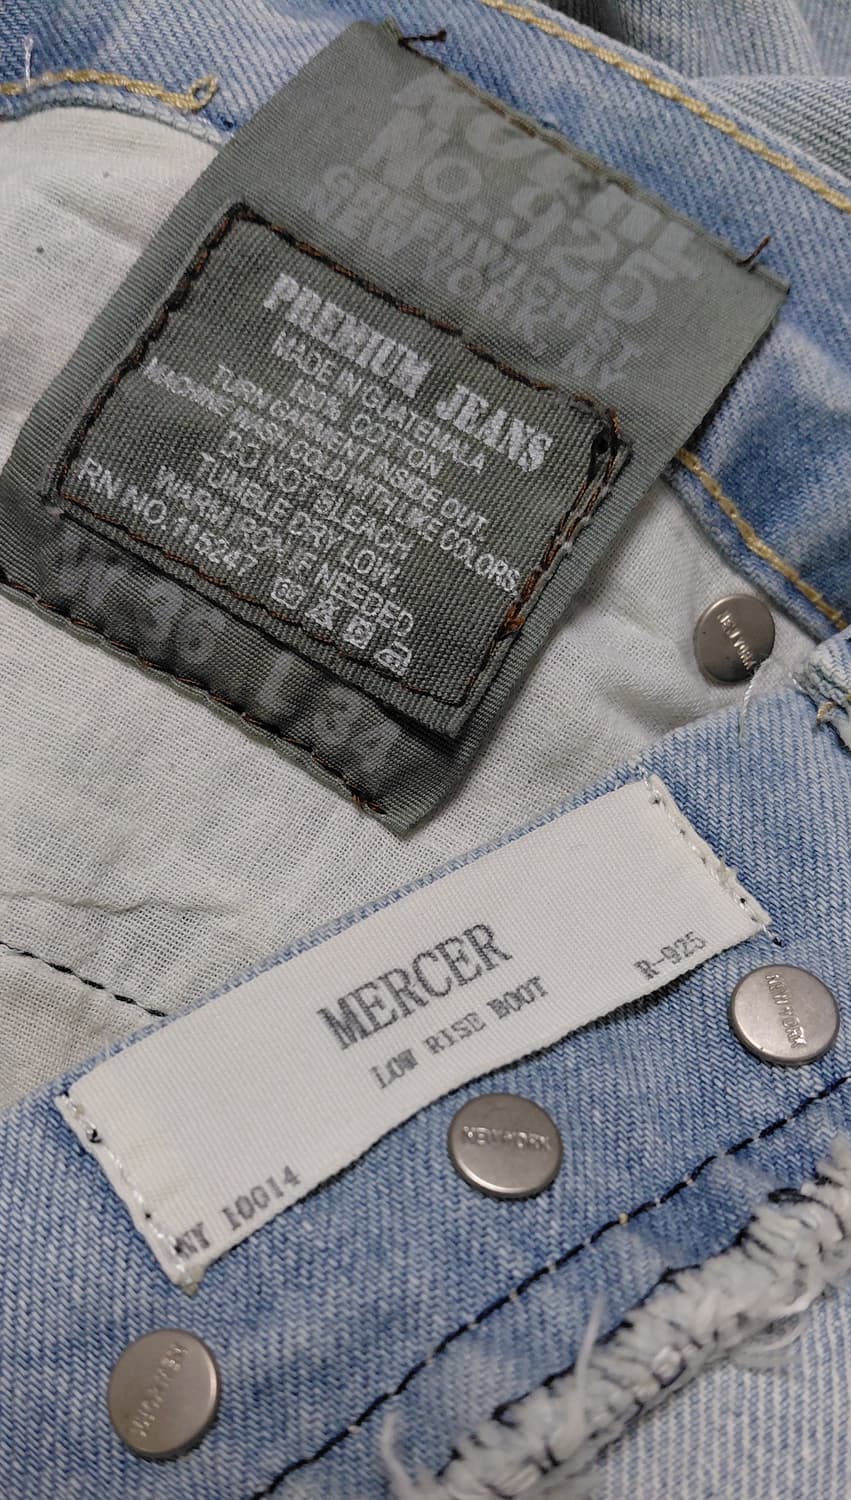 NO.925
GREENWICH ST
NEW YORK, NY
PREMIUM JEANS
MADE IN GUATEMALA
100% COTTON
TURN GARMENT INSIDE OUT.
MACHINE WASH COLD WITH LIKE COLORS.
DO NOT BLEACH
TUMBLE DRY LOW.
WARM IRON IF NEEDED
RN NO. 115247
36 L 34
NEW YORK
MERCER
LOW RISE BOOT
R-925
NY 10014
NEW YORK
NEW YORK